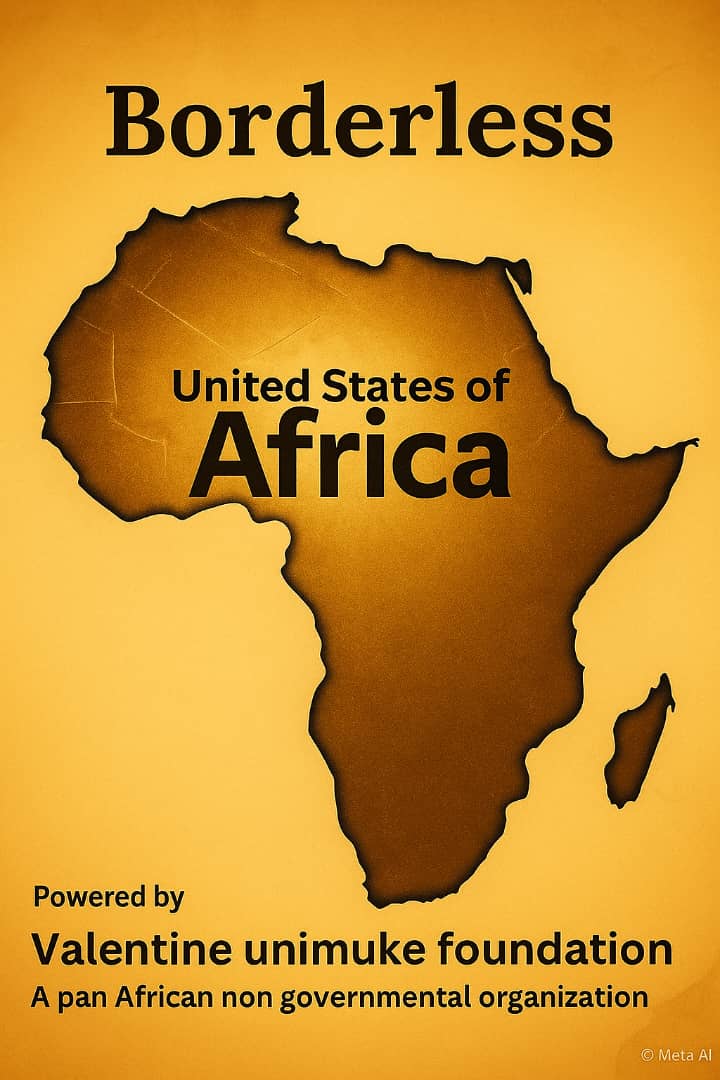 Borderless
United States of
Africa
Powered by
Valentine unimuke foundation
A pan African non governmental organization
© Meta AI